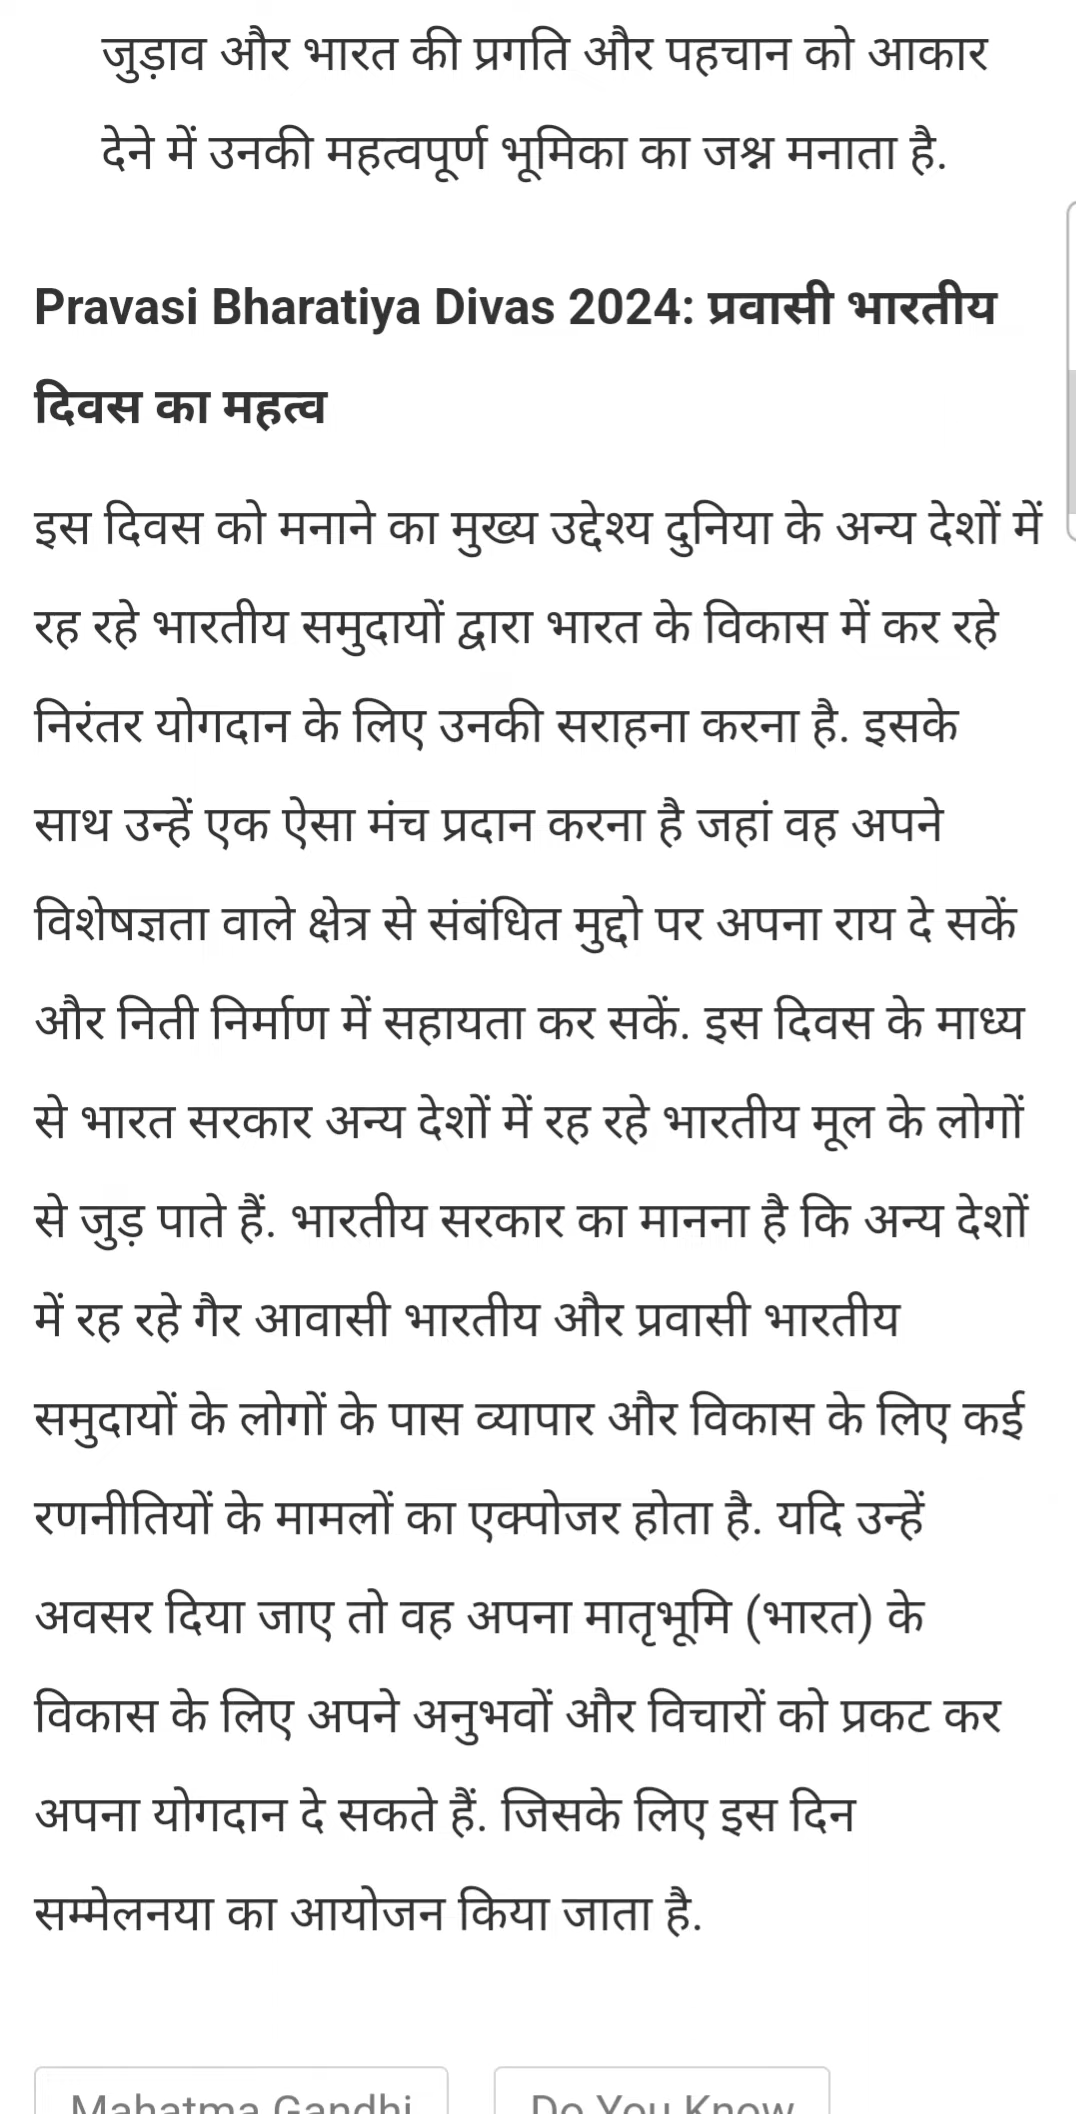 जुड़ाव और भारत की प्रगति और पहचान को आकार
देने में उनकी महत्वपूर्ण भूमिका का जश्न मनाता है.
Pravasi Bharatiya Divas 2024: प्रवासी भारतीय
दिवस का महत्व
इस दिवस को मनाने का मुख्य उद्देश्य दुनिया के अन्य देशों में
रह रहे भारतीय समुदायों द्वारा भारत के विकास में कर रहे
निरंतर योगदान के लिए उनकी सराहना करना है. इसके
साथ उन्हें एक ऐसा मंच प्रदान करना है जहां वह अपने
विशेषज्ञता वाले क्षेत्र से संबंधित मुद्दो पर अपना राय दे सकें
और निती निर्माण में सहायता कर सकें. इस दिवस के माध्य
से भारत सरकार अन्य देशों में रह रहे भारतीय मूल के लोगों
से जुड़ पाते हैं. भारतीय सरकार का मानना है कि अन्य देशों
में रह रहे गैर आवासी भारतीय और प्रवासी भारतीय
समुदायों के लोगों के पास व्यापार और विकास के लिए कई
रणनीतियों के मामलों का एक्पोजर होता है. यदि उन्हें
अवसर दिया जाए तो वह अपना मातृभूमि (भारत) के
विकास के लिए अपने अनुभवों और विचारों को प्रकट कर
अपना योगदान दे सकते हैं. जिसके लिए इस दिन
सम्मेलनया का आयोजन किया जाता है.
Mahatma Gandhi
Do You Know